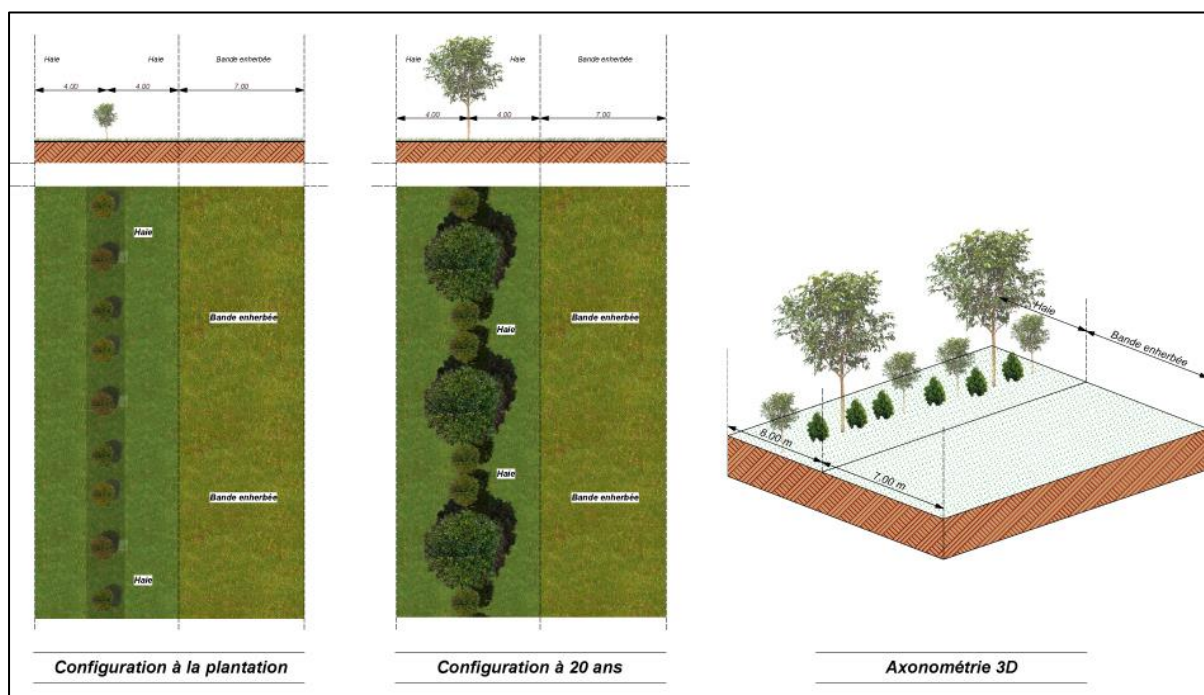 Haie
Haie
Bande enherbée
4.00
4.00
7.00
Haie
Bande enherbée
Haie
Bande enherbée
Haie
Configuration à la plantation
Haie
Haie
Bande enherbée
4.00
4.00
7.00
Bande enherbée
Haie
Haie
Bande enherbée
Configuration à 20 ans
Haie
Bande enherbée
8.00 m
7.00 m
Axonométrie 3D